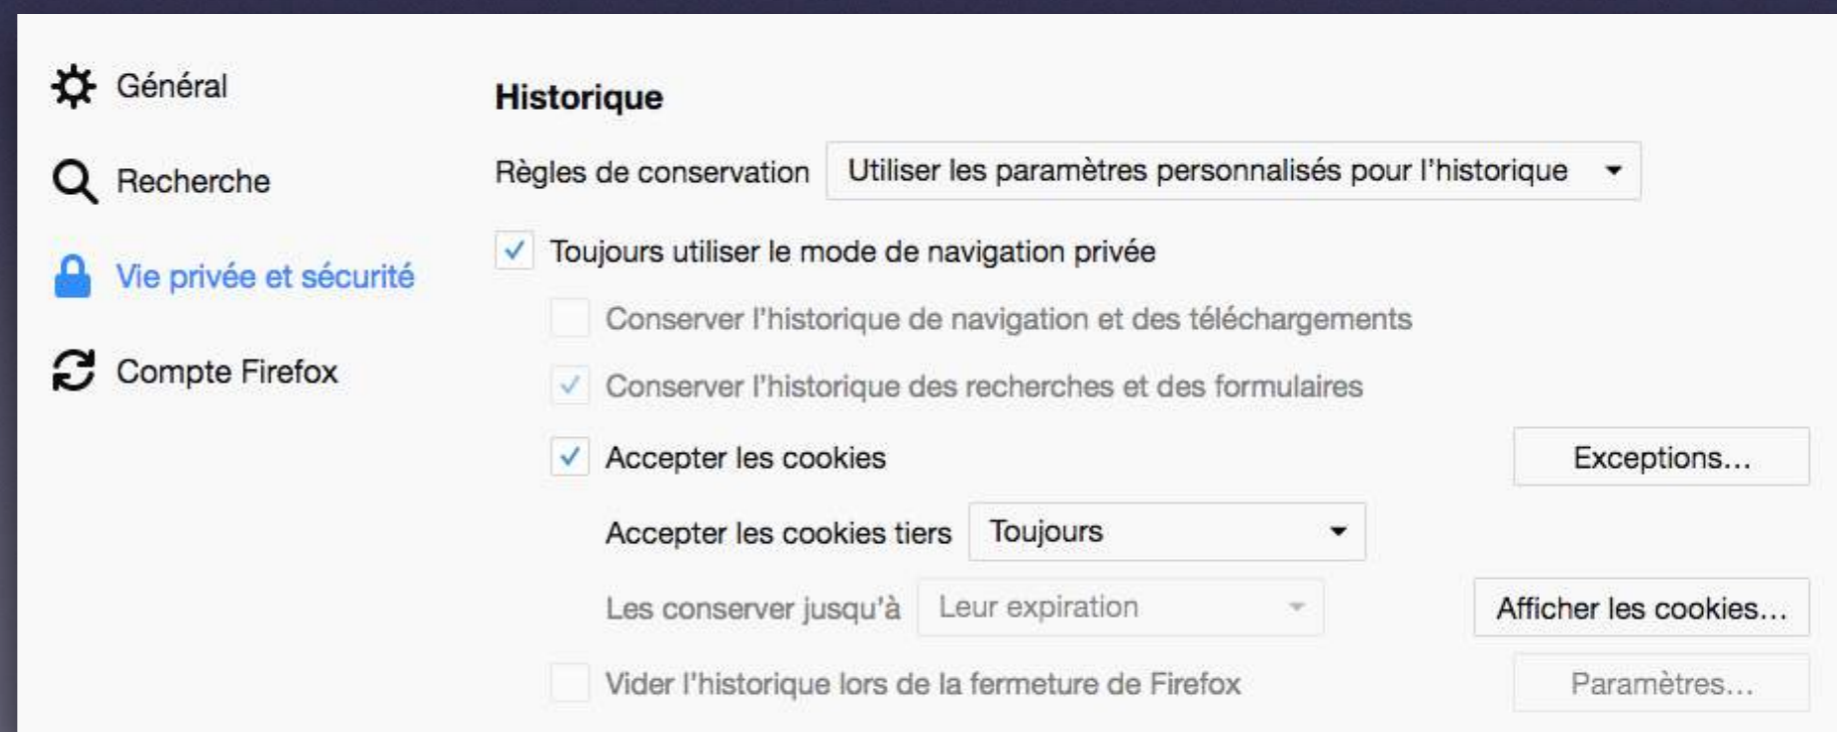 Général
Recherche
Vie privée et sécurité
Compte Firefox
Historique
Règles de conservation Utiliser les paramètres personnalisés pour l’historique
Toujours utiliser le mode de navigation privée
Conserver l’historique de navigation et des téléchargements
Conserver l’historique des recherches et des formulaires
Accepter les cookies Exceptions…
Accepter les cookies tiers Toujours
Les conserver jusqu’à Leur expiration Afficher les cookies…
Vider l’historique lors de la fermeture de Firefox Paramètres…